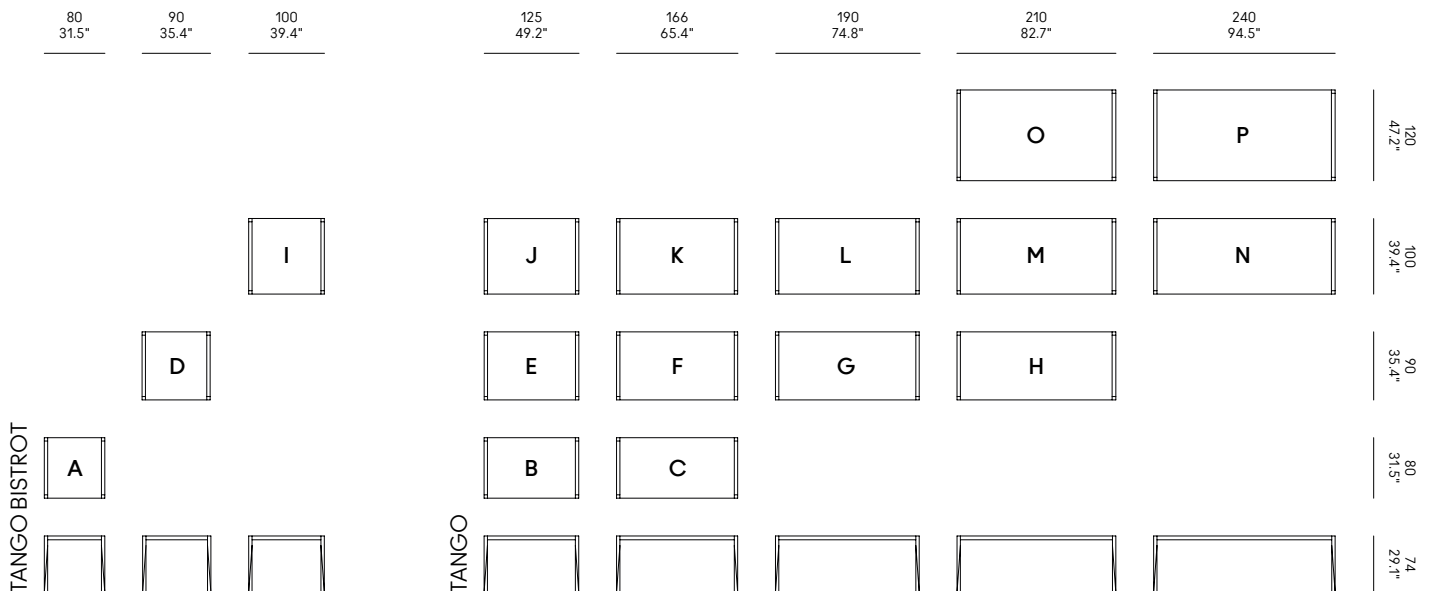 80
31.5"
90
35.4"
100
39.4"
125
49.2"
166
65.4"
190
74.8"
210
82.7"
240
94.5"
O
P
120
47.2"
I
J
K
L
M
N
100
39.4"
D
E
F
G
H
90
35.4"
A
B
C
80
31.5"
TANGO BISTROT
TANGO
74
29.1"